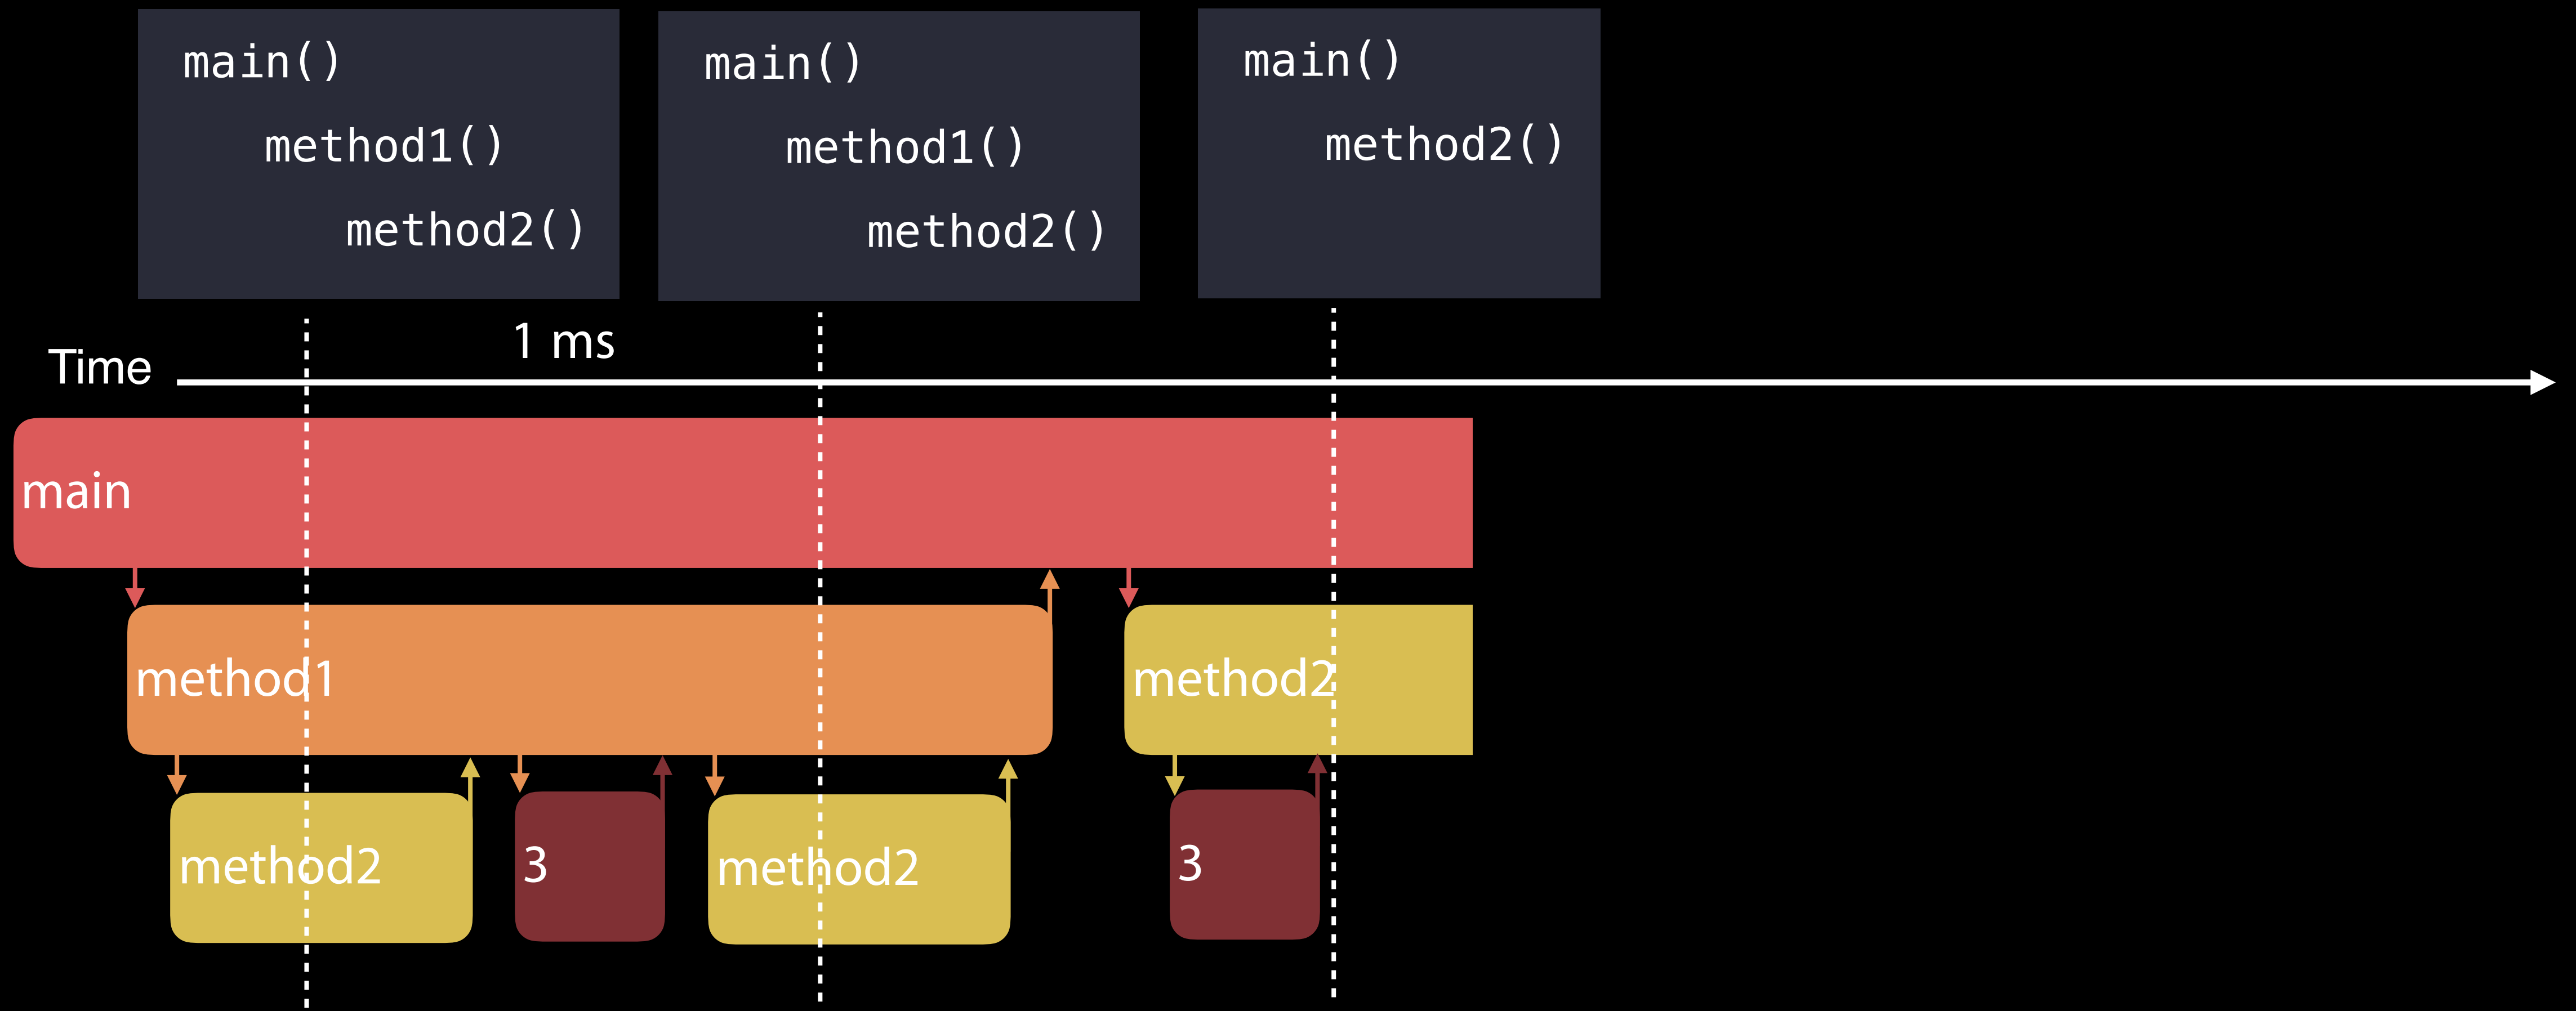 main()
method1()
method2()
main()
method1()
method2()
main()
method2()
1 ms
Time
main
method1
method2
method2
3
method2
3